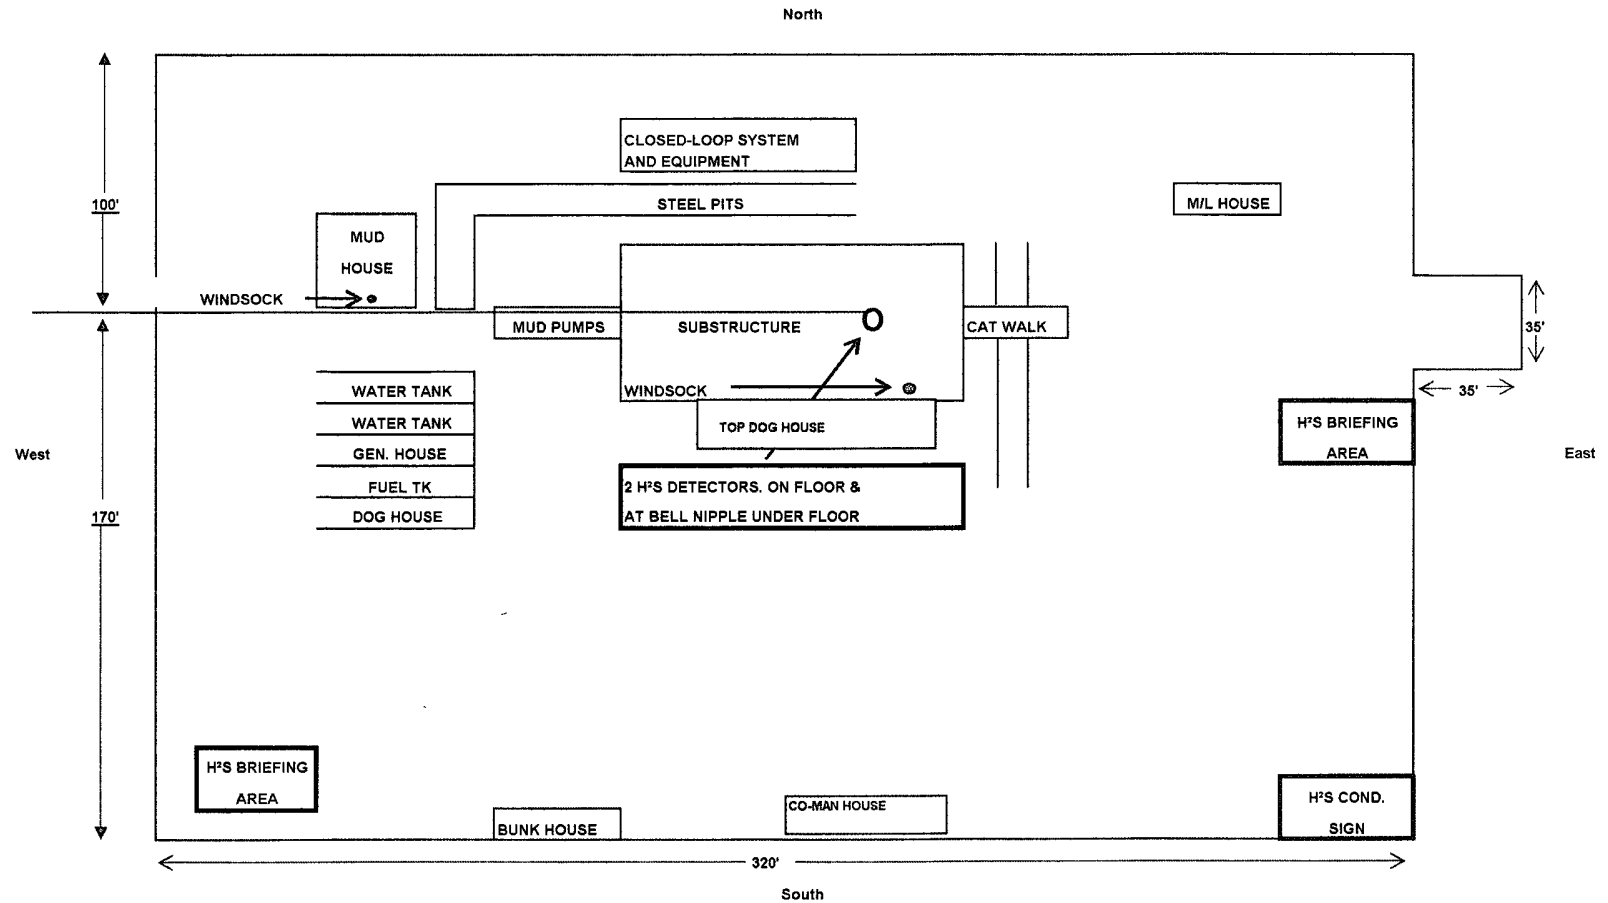 North
CLOSED-LOOP SYSTEM
AND EQUIPMENT
100'
STEEL PITS
M/L HOUSE
MUD
HOUSE
WINDSOCK
MUD PUMPS
SUBSTRUCTURE
CAT WALK
35'
35'
WATER TANK
WINDSOCK
WATER TANK
TOP DOG HOUSE
H²S BRIEFING
AREA
West
GEN. HOUSE
East
FUEL TK
2 H²S DETECTORS. ON FLOOR &
170'
DOG HOUSE
AT BELL NIPPLE UNDER FLOOR
H²S BRIEFING
AREA
H²S COND.
SIGN
CO-MAN HOUSE
BUNK HOUSE
320'
South